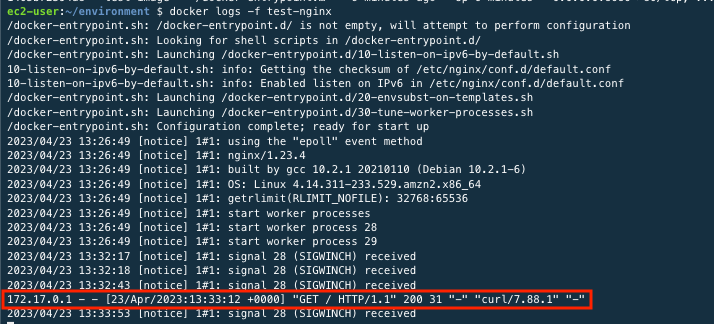 ec2-user:~/environment $ docker logs -f test-nginx
/docker-entrypoint.sh: /docker-entrypoint.d/ is not empty, will attempt to perform configuration
/docker-entrypoint.sh: Looking for shell scripts in /docker-entrypoint.d/
/docker-entrypoint.sh: Launching /docker-entrypoint.d/10-listen-on-ipv6-by-default.sh
10-listen-on-ipv6-by-default.sh: info: Getting the checksum of /etc/nginx/conf.d/default.conf
10-listen-on-ipv6-by-default.sh: info: Enabled listen on IPv6 in /etc/nginx/conf.d/default.conf
/docker-entrypoint.sh: Launching /docker-entrypoint.d/20-envsubst-on-templates.sh
/docker-entrypoint.sh: Launching /docker-entrypoint.d/30-tune-worker-processes.sh
/docker-entrypoint.sh: Configuration complete; ready for start up
2023/04/23 13:26:49 [notice] 1#1: using the "epoll" event method
2023/04/23 13:26:49 [notice] 1#1: nginx/1.23.4
2023/04/23 13:26:49 [notice] 1#1: built by gcc 10.2.1 20210110 (Debian 10.2.1-6)
2023/04/23 13:26:49 [notice] 1#1: OS: Linux 4.14.311-233.529.amzn2.x86_64
2023/04/23 13:26:49 [notice] 1#1: getrlimit(RLIMIT_NOFILE): 32768:65536
2023/04/23 13:26:49 [notice] 1#1: start worker processes
2023/04/23 13:26:49 [notice] 1#1: start worker process 28
2023/04/23 13:26:49 [notice] 1#1: start worker process 29
2023/04/23 13:32:17 [notice] 1#1: signal 28 (SIGWINCH) received
2023/04/23 13:32:18 [notice] 1#1: signal 28 (SIGWINCH) received
2023/04/23 13:32:43 [notice] 1#1: signal 28 (SIGWINCH) received
172.17.0.1 - - [23/Apr/2023:13:33:12 +0000] "GET / HTTP/1.1" 200 31 "-" "curl/7.88.1" "-"
2023/04/23 13:33:53 [notice] 1#1: signal 28 (SIGWINCH) received